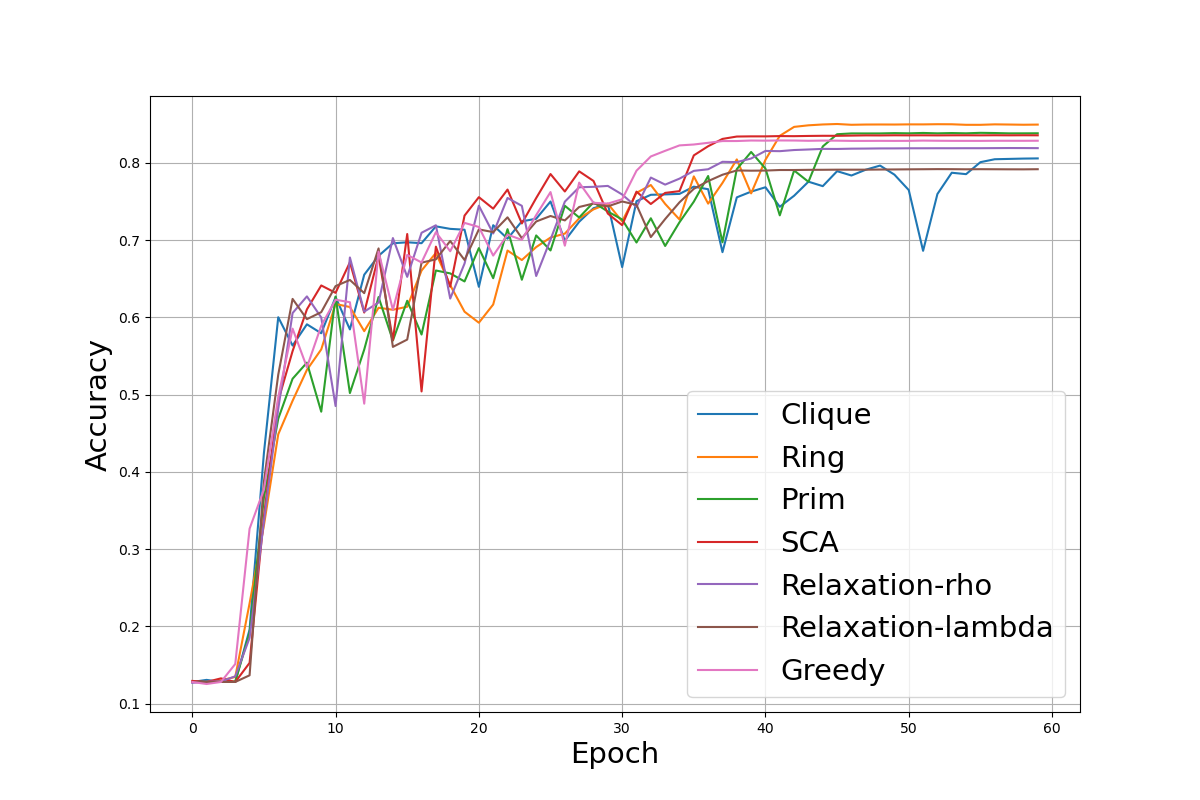 Accuracy
0.8
0.7
0.6
0.5
0.4
0.3
0.2
0.1
Clique
Ring
Prim
SCA
Relaxation-rho
Relaxation-lambda
Greedy
0 10 20 30 40 50 60
Epoch